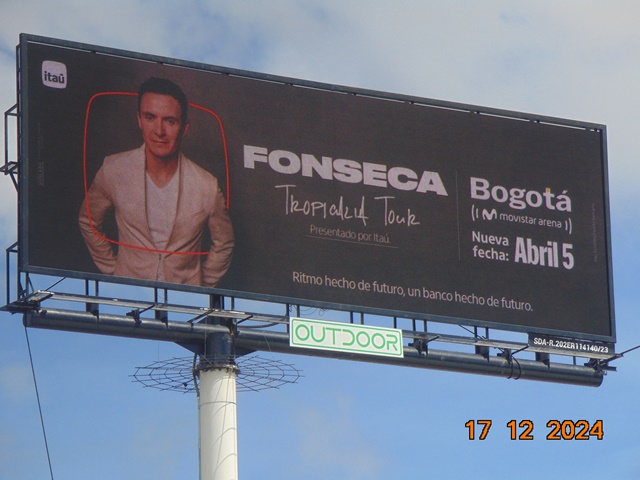 itaú
FONSECA
Tropicalia Tour
Presentado por Itaú.
Bogotá
movistar arena
Nueva
fecha: Abril 5
Ritmo hecho de futuro, un banco hecho de futuro.
OUTDOOR
SDA-R.202ER114140/23
17 12 2024